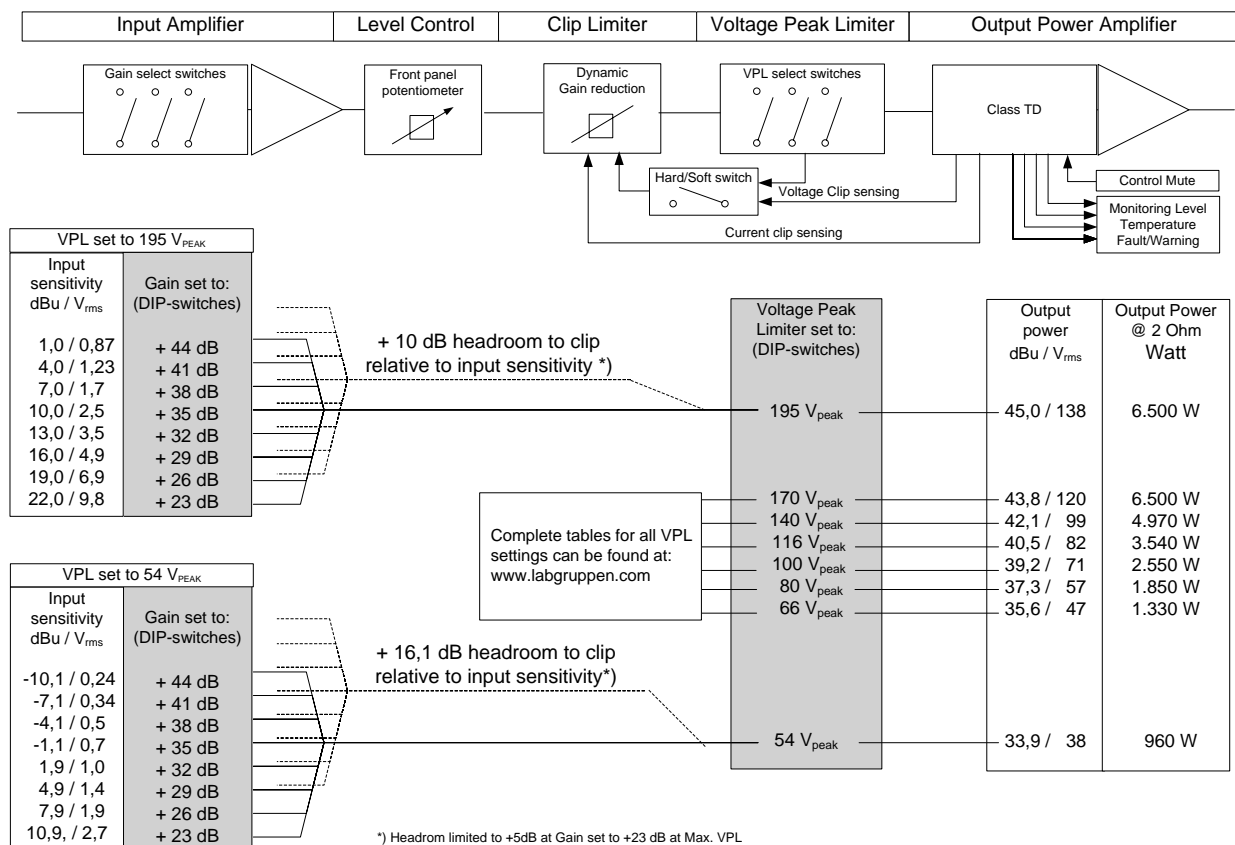 Input Amplifier
Level Control
Clip Limiter
Voltage Peak Limiter
Output Power Amplifier
Gain select switches
Front panel
potentiometer
Dynamic
Gain reduction
VPL select switches
Class TD
Hard/Soft switch
Voltage Clip sensing
Current clip sensing
Control Mute
Monitoring Level
Temperature
Fault/Warning
VPL set to 195 VPEAK
Input
sensitivity
dBu / Vrms
Gain set to:
(DIP-switches)
1,0 / 0,87 + 44 dB
4,0 / 1,23 + 41 dB
7,0 / 1,7 + 38 dB
10,0 / 2,5 + 35 dB
13,0 / 3,5 + 32 dB
16,0 / 4,9 + 29 dB
19,0 / 6,9 + 26 dB
22,0 / 9,8 + 23 dB
+ 10 dB headroom to clip
relative to input sensitivity *)
Voltage Peak
Limiter set to:
(DIP-switches)
Output
power
dBu / Vrms
Output Power
@ 2 Ohm
Watt
195 Vpeak 45,0 / 138 6.500 W
170 Vpeak 43,8 / 120 6.500 W
140 Vpeak 42,1 / 99 4.970 W
116 Vpeak 40,5 / 82 3.540 W
100 Vpeak 39,2 / 71 2.550 W
80 Vpeak 37,3 / 57 1.850 W
66 Vpeak 35,6 / 47 1.330 W
54 Vpeak 33,9 / 38 960 W
Complete tables for all VPL
settings can be found at:
www.labgruppen.com
VPL set to 54 VPEAK
Input
sensitivity
dBu / Vrms
Gain set to:
(DIP-switches)
-10,1 / 0,24 + 44 dB
-7,1 / 0,34 + 41 dB
-4,1 / 0,5 + 38 dB
-1,1 / 0,7 + 35 dB
1,9 / 1,0 + 32 dB
4,9 / 1,4 + 29 dB
7,9 / 1,9 + 26 dB
10,9, / 2,7 + 23 dB
+ 16,1 dB headroom to clip
relative to input sensitivity*)
*) Headrom limited to +5dB at Gain set to +23 dB at Max. VPL